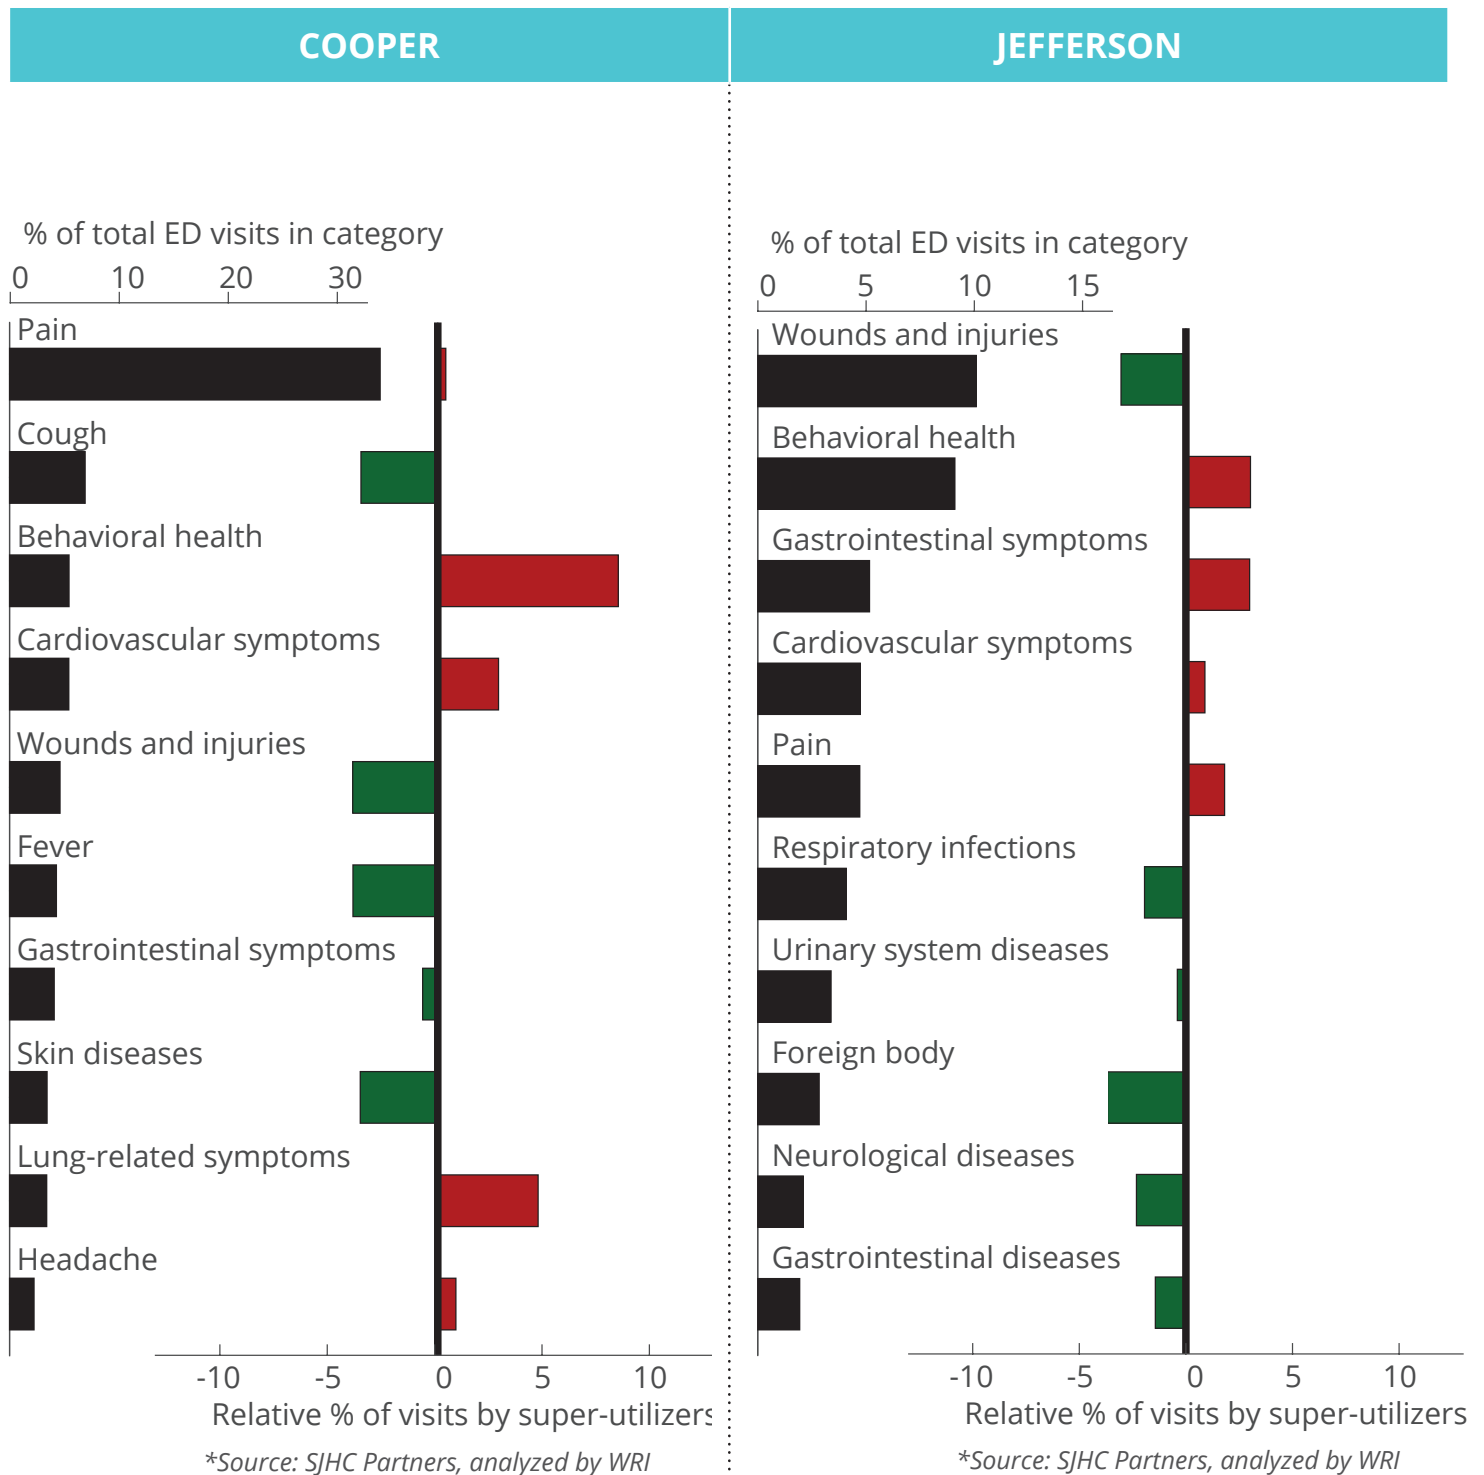 COOPER
% of total ED visits in category
0 10 20 30
Pain
Cough
Behavioral health
Cardiovascular symptoms
Wounds and injuries
Fever
Gastrointestinal symptoms
Skin diseases
Lung-related symptoms
Headache
-10 -5 0 5 10
Relative % of visits by super-utilizers
*Source: SJHC Partners, analyzed by WRI
JEFFERSON
% of total ED visits in category
0 5 10 15
Wounds and injuries
Behavioral health
Gastrointestinal symptoms
Cardiovascular symptoms
Pain
Respiratory infections
Urinary system diseases
Foreign body
Neurological diseases
Gastrointestinal diseases
-10 -5 0 5 10
Relative % of visits by super-utilizers
*Source: SJHC Partners, analyzed by WRI